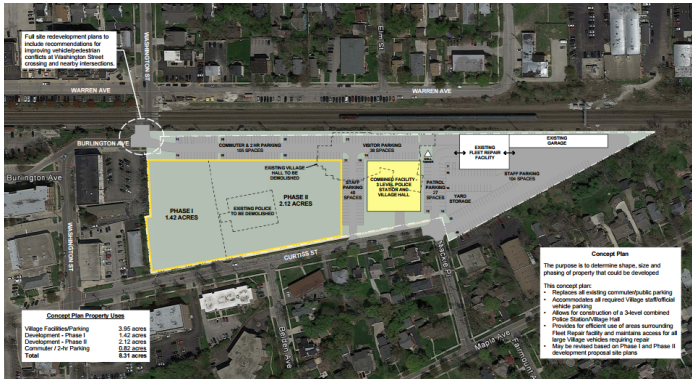 Full site redevelopment plans to
include recommendations for
improving vehicle/pedestrian
conflicts at Washington Street
crossing and nearby intersections.
WASHINGTON ST
Elm St
WARREN AVE
WARREN AVE
BURLINGTON AVE
Burlington Ave
COMMUTER & 2 HR PARKING
105 SPACES
VISITOR PARKING
38 SPACES
EXISTING
FLEET REPAIR
FACILITY
EXISTING
GARAGE
EXISTING VILLAGE
HALL TO BE
DEMOLISHED
STAFF
PARKING
COMBINED FACILITY -
3 LEVEL POLICE
STATION AND
VILLAGE HALL
PATROL
PARKING
27
SPACES
STAFF PARKING
104 SPACES
YARD
STORAGE
PHASE I
1.42 ACRES
EXISTING POLICE
TO BE DEMOLISHED
PHASE II
2.12 ACRES
WASHINGTON ST
CURTISS ST.
Belden Ave
Maple Ave
Fairmount
Concept Plan Property Uses
Village Facilities/Parking 3.95 acres
Development - Phase I 1.42 acres
Development - Phase II 2.12 acres
Commuter / 2-hr Parking 0.82 acres
Total 8.31 acres
Concept Plan
The purpose is to determine shape, size and
phasing of property that could be developed
This concept plan:
• Replaces all existing commuter/public parking
• Accommodates all required Village staff/official
vehicle parking
• Allows for construction of a 3-level combined
Police Station/Village Hall
• Provides for efficient use of areas surrounding
Fleet Repair facility and maintains access for all
large Village vehicles requiring repair
• May be revised based on Phase I and Phase II
development proposal site plans